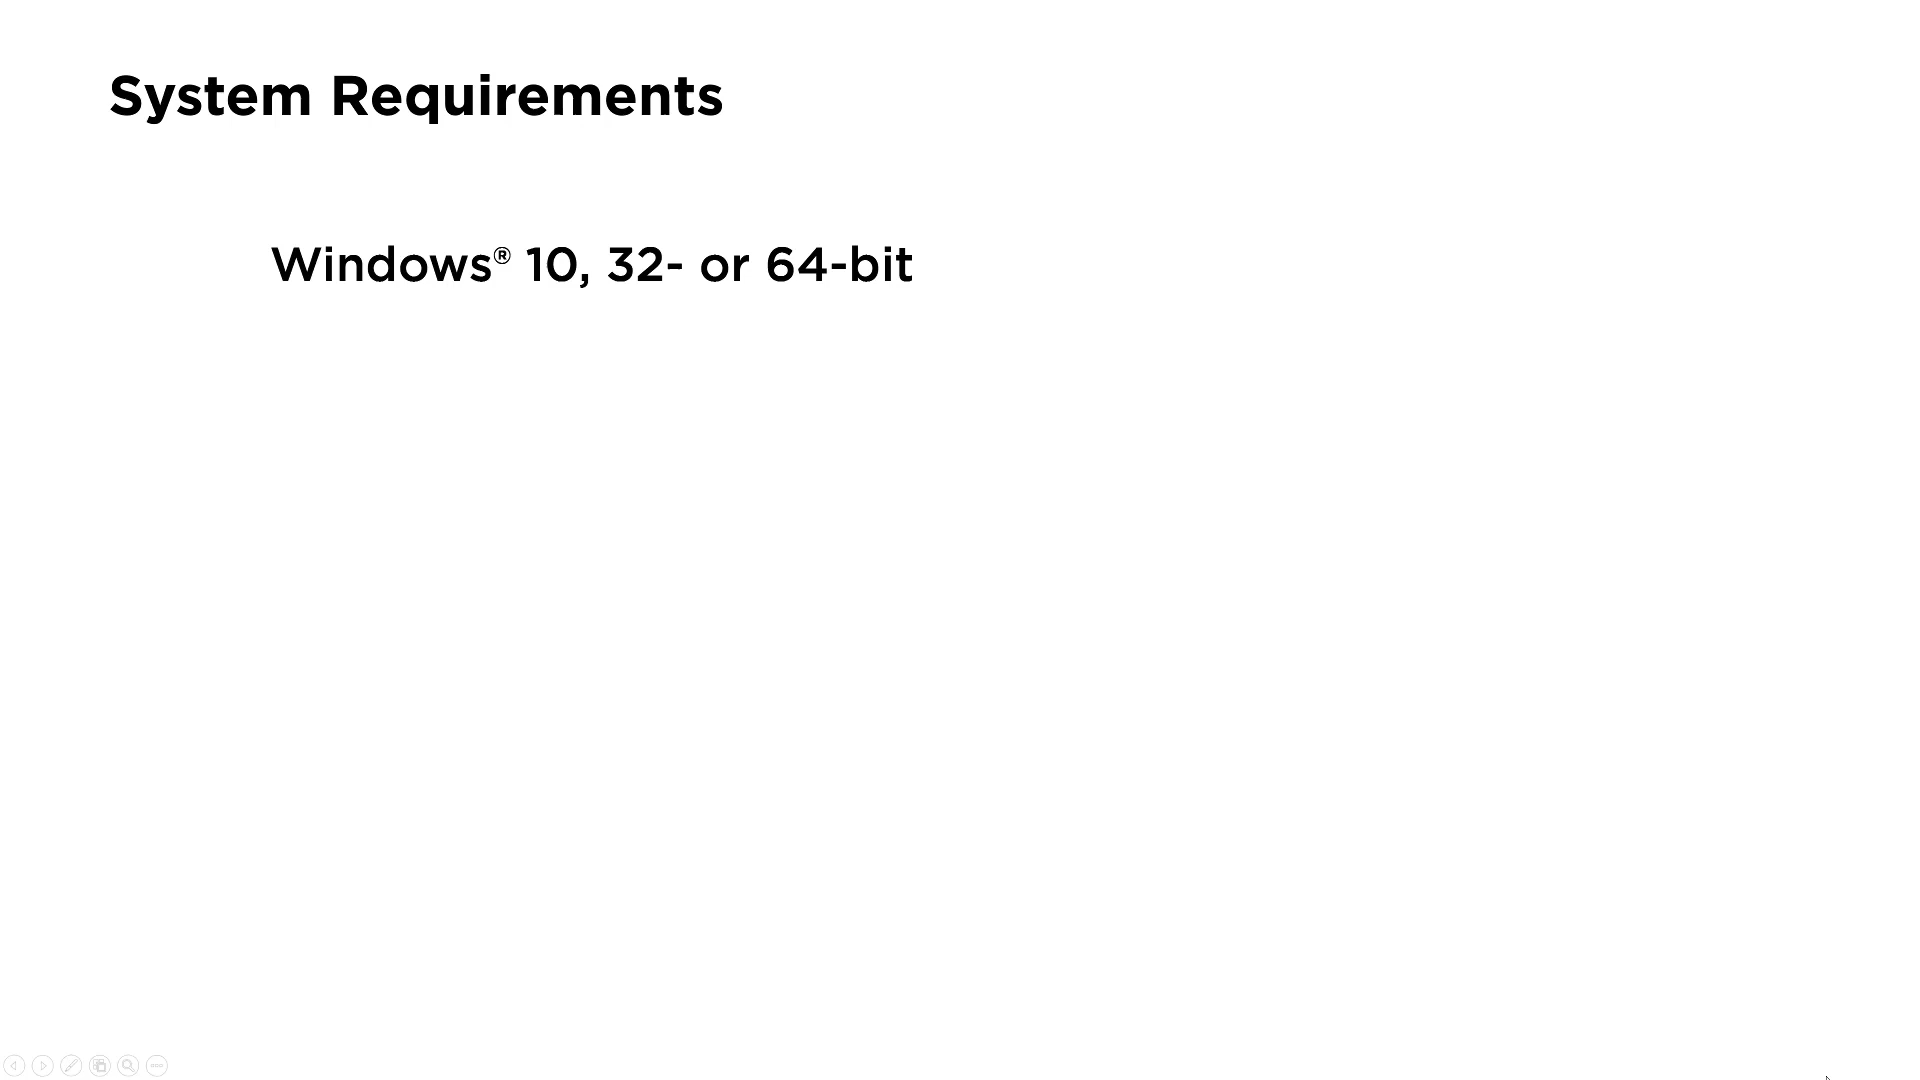 System Requirements
Windows® 10, 32- or 64-bit